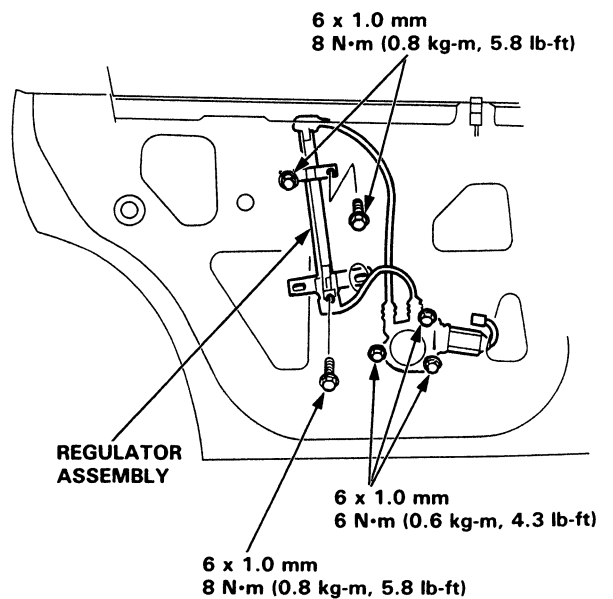 6 x 1.0 mm
8 N•m (0.8 kg-m, 5.8 lb-ft)
REGULATOR
ASSEMBLY
6 x 1.0 mm
6 N•m (0.6 kg-m, 4.3 lb-ft)
6 x 1.0 mm
8 N•m (0.8 kg-m, 5.8 lb-ft)